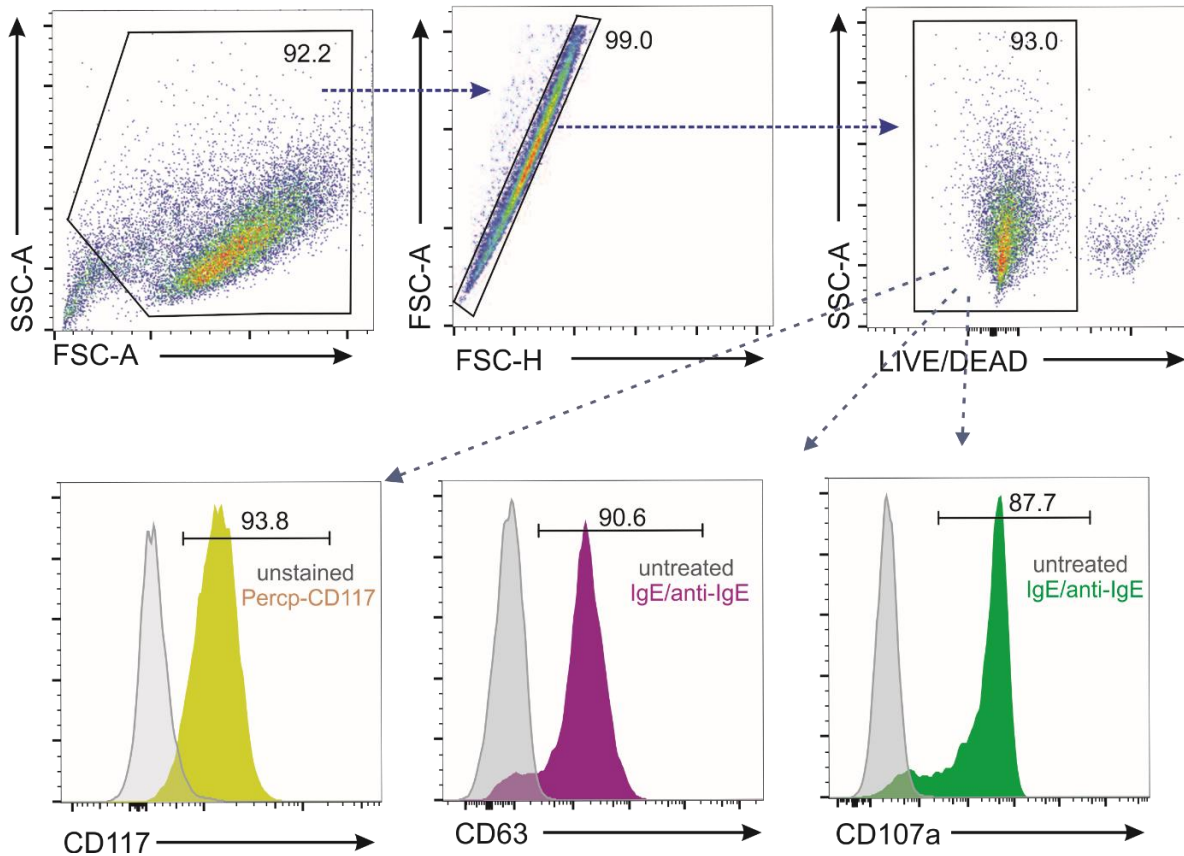 92.2
SSC-A
FSC-A
99.0
FSC-A
FSC-H
93.0
SSC-A
LIVE/DEAD
93.8
unstained
Percp-CD117
CD117
90.6
untreated
IgE/anti-IgE
CD63
87.7
untreated
IgE/anti-IgE
CD107a